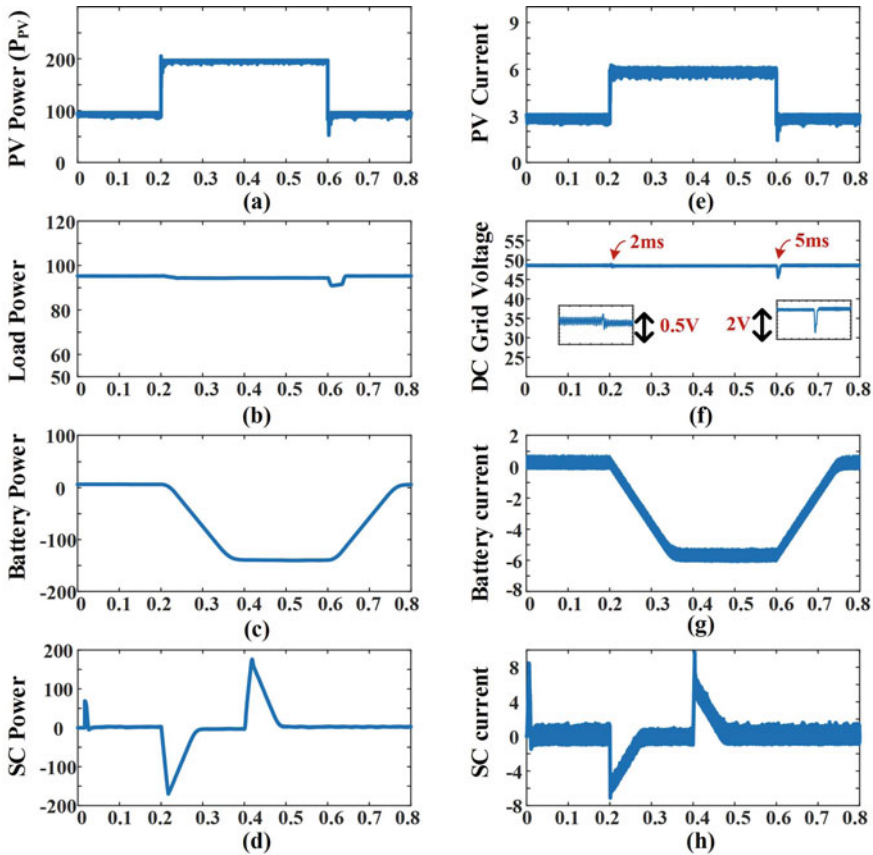 PV Power (PPV)
200
100
0
0 0.1 0.2 0.3 0.4 0.5 0.6 0.7 0.8
(a)
PV Current
9
6
3
0
0 0.1 0.2 0.3 0.4 0.5 0.6 0.7 0.8
(e)
Load Power
120
100
80
60
50
0 0.1 0.2 0.3 0.4 0.5 0.6 0.7 0.8
(b)
DC Grid Voltage
55
50
45
40
35
30
25
2ms
5ms
0.5V
2V
0 0.1 0.2 0.3 0.4 0.5 0.6 0.7 0.8
(f)
Battery Power
100
0
-100
-200
0 0.1 0.2 0.3 0.4 0.5 0.6 0.7 0.8
(c)
Battery current
2
0
-2
-4
-6
-8
0 0.1 0.2 0.3 0.4 0.5 0.6 0.7 0.8
(g)
SC Power
200
100
0
-100
-200
0 0.1 0.2 0.3 0.4 0.5 0.6 0.7 0.8
(d)
SC current
8
4
0
-4
-8
0 0.1 0.2 0.3 0.4 0.5 0.6 0.7 0.8
(h)